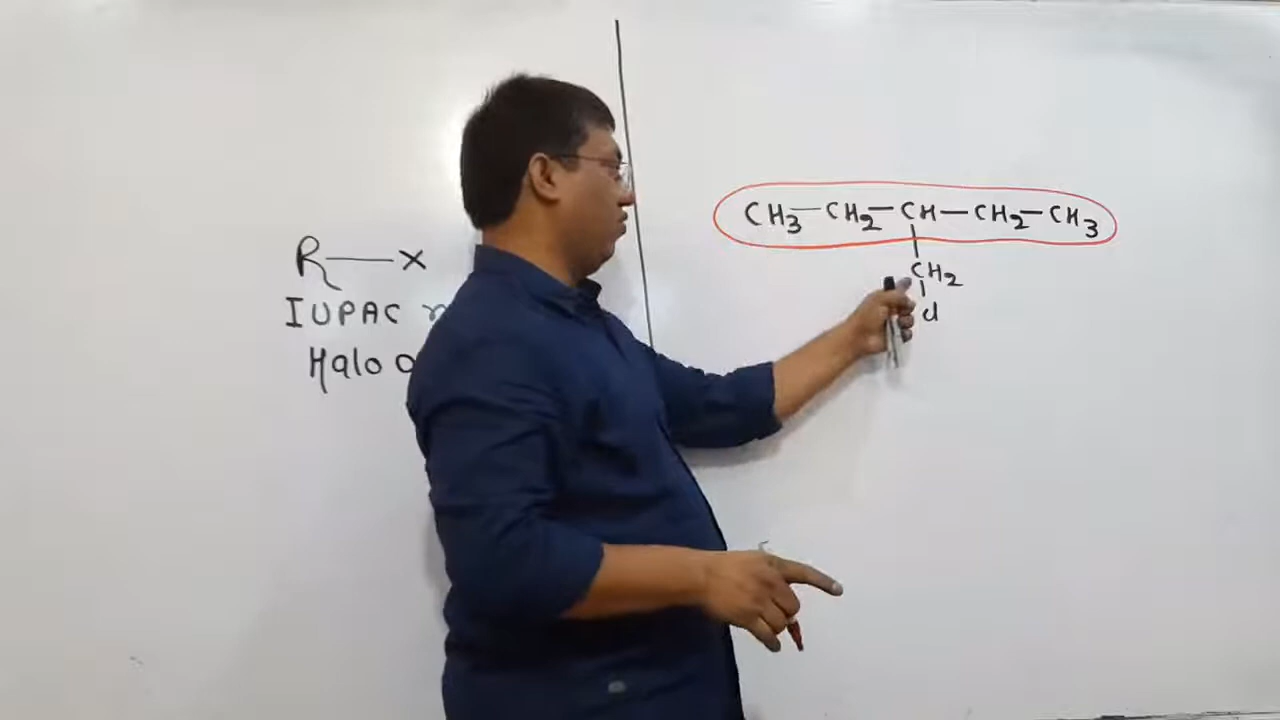 R—X
IUPAC
Halo
CH3—CH2—CH—CH2—CH3
|
CH2
|
Cl